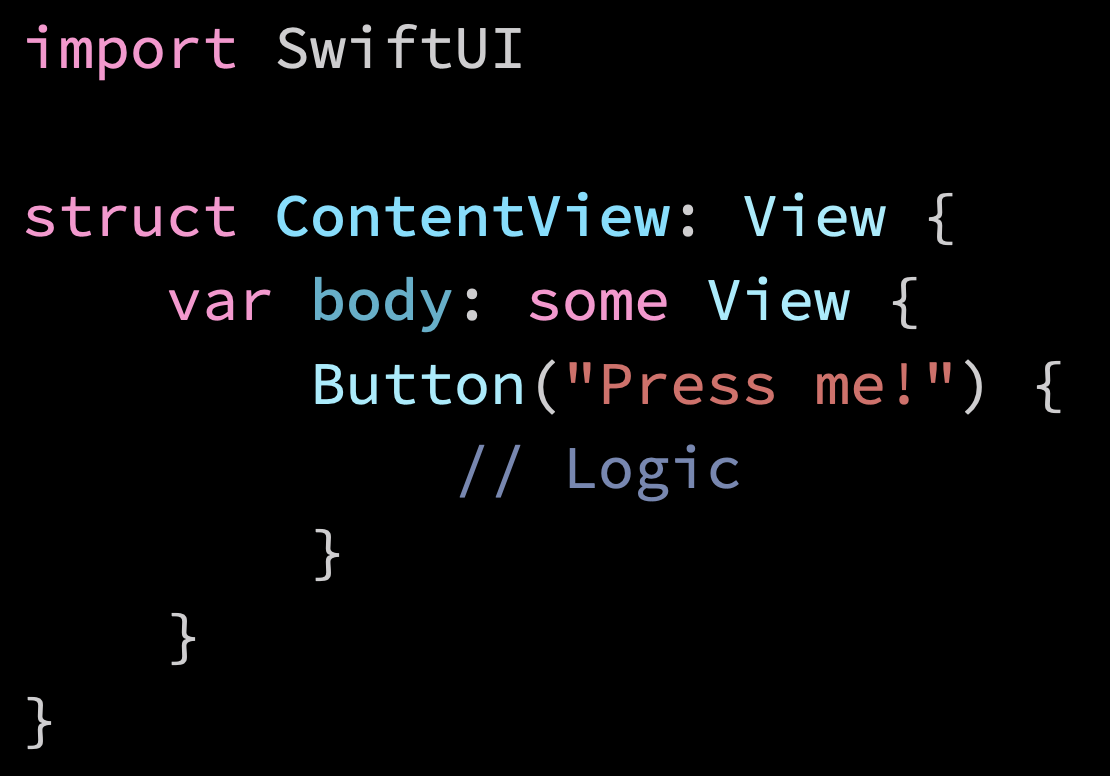 import SwiftUI

struct ContentView: View {
    var body: some View {
        Button("Press me!") {
            // Logic
        }
    }
}